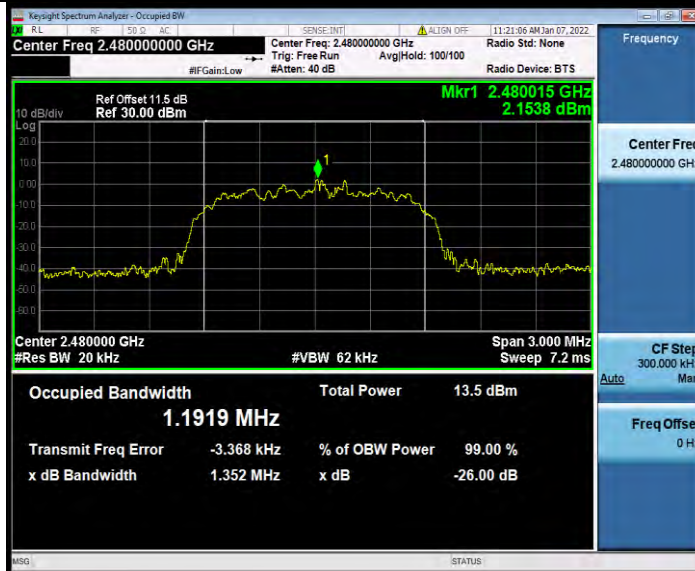 Keysight Spectrum Analyzer - Occupied BW
RL RF 50 Ω AC SENSE:INT ALIGN OFF 11:21:06 AM Jan 07, 2022
Center Freq 2.480000000 GHz
Center Freq: 2.480000000 GHz
Radio Std: None
Trig: Free Run Avg|Hold: 100/100
#IFGain:Low #Atten: 40 dB Radio Device: BTS
Ref Offset 11.5 dB
Mkr1 2.480015 GHz
10 dB/div Ref 30.00 dBm
2.1538 dBm
Log
20.0
10.0
0.00
-10.0
-20.0
-30.0
-40.0
-50.0
-60.0
1
Center 2.480000 GHz Span 3.000 MHz
#Res BW 20 kHz #VBW 62 kHz Sweep 7.2 ms
Occupied Bandwidth Total Power 13.5 dBm
1.1919 MHz
Transmit Freq Error -3.368 kHz % of OBW Power 99.00 %
x dB Bandwidth 1.352 MHz x dB -26.00 dB
MSG STATUS
Frequency
Center Freq
2.480000000 GHz
CF Step
300.000 kH
Auto Man
Freq Offse
0 H